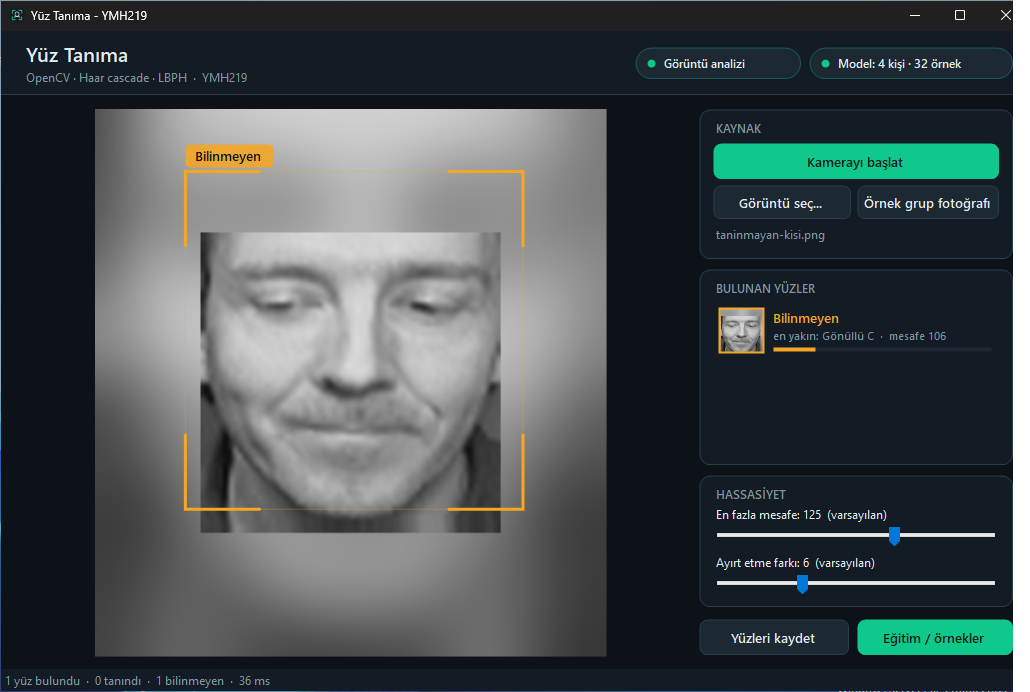 Yüz Tanıma - YMH219
Yüz Tanıma
OpenCV · Haar cascade · LBPH · YMH219
Görüntü analizi
Model: 4 kişi · 32 örnek
Bilinmeyen
KAYNAK
Kamerayı başlat
Görüntü seç...
Örnek grup fotoğrafı
taninmayan-kisi.png
BULUNAN YÜZLER
Bilinmeyen
en yakın: Gönüllü C · mesafe 106
HASSASİYET
En fazla mesafe: 125 (varsayılan)
Ayırt etme farkı: 6 (varsayılan)
Yüzleri kaydet
Eğitim / örnekler
1 yüz bulundu · 0 tanındı · 1 bilinmeyen · 36 ms